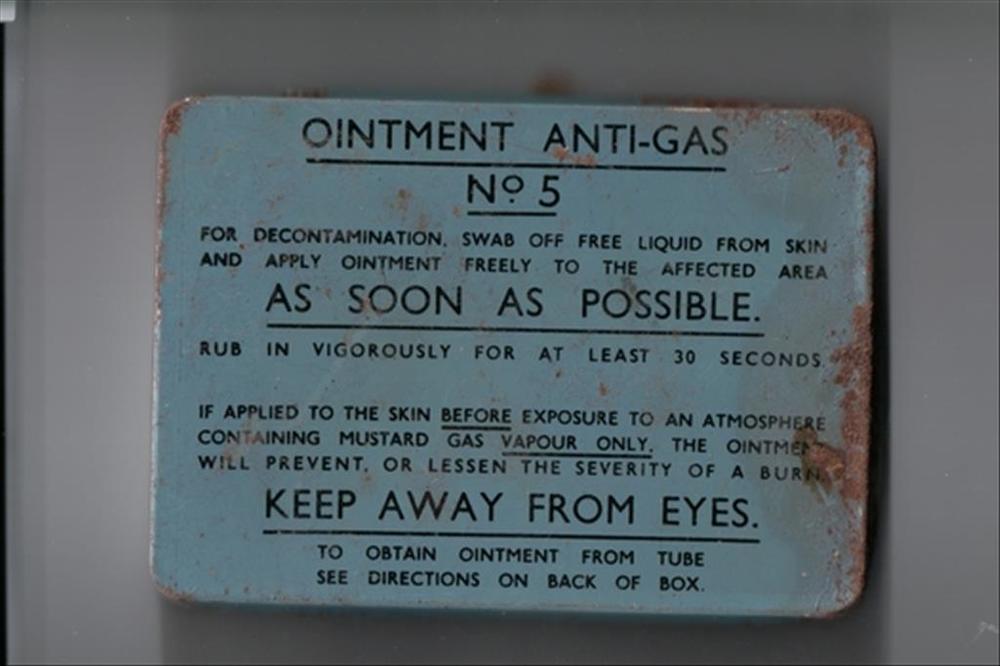 OINTMENT ANTI-GAS
Nº 5
FOR DECONTAMINATION, SWAB OFF FREE LIQUID FROM SKIN
AND APPLY OINTMENT FREELY TO THE AFFECTED AREA
AS SOON AS POSSIBLE.
RUB IN VIGOROUSLY FOR AT LEAST 30 SECONDS.
IF APPLIED TO THE SKIN BEFORE EXPOSURE TO AN ATMOSPHERE
CONTAINING MUSTARD GAS VAPOUR ONLY, THE OINTMENT
WILL PREVENT, OR LESSEN THE SEVERITY OF A BURN.
KEEP AWAY FROM EYES.
TO OBTAIN OINTMENT FROM TUBE
SEE DIRECTIONS ON BACK OF BOX.